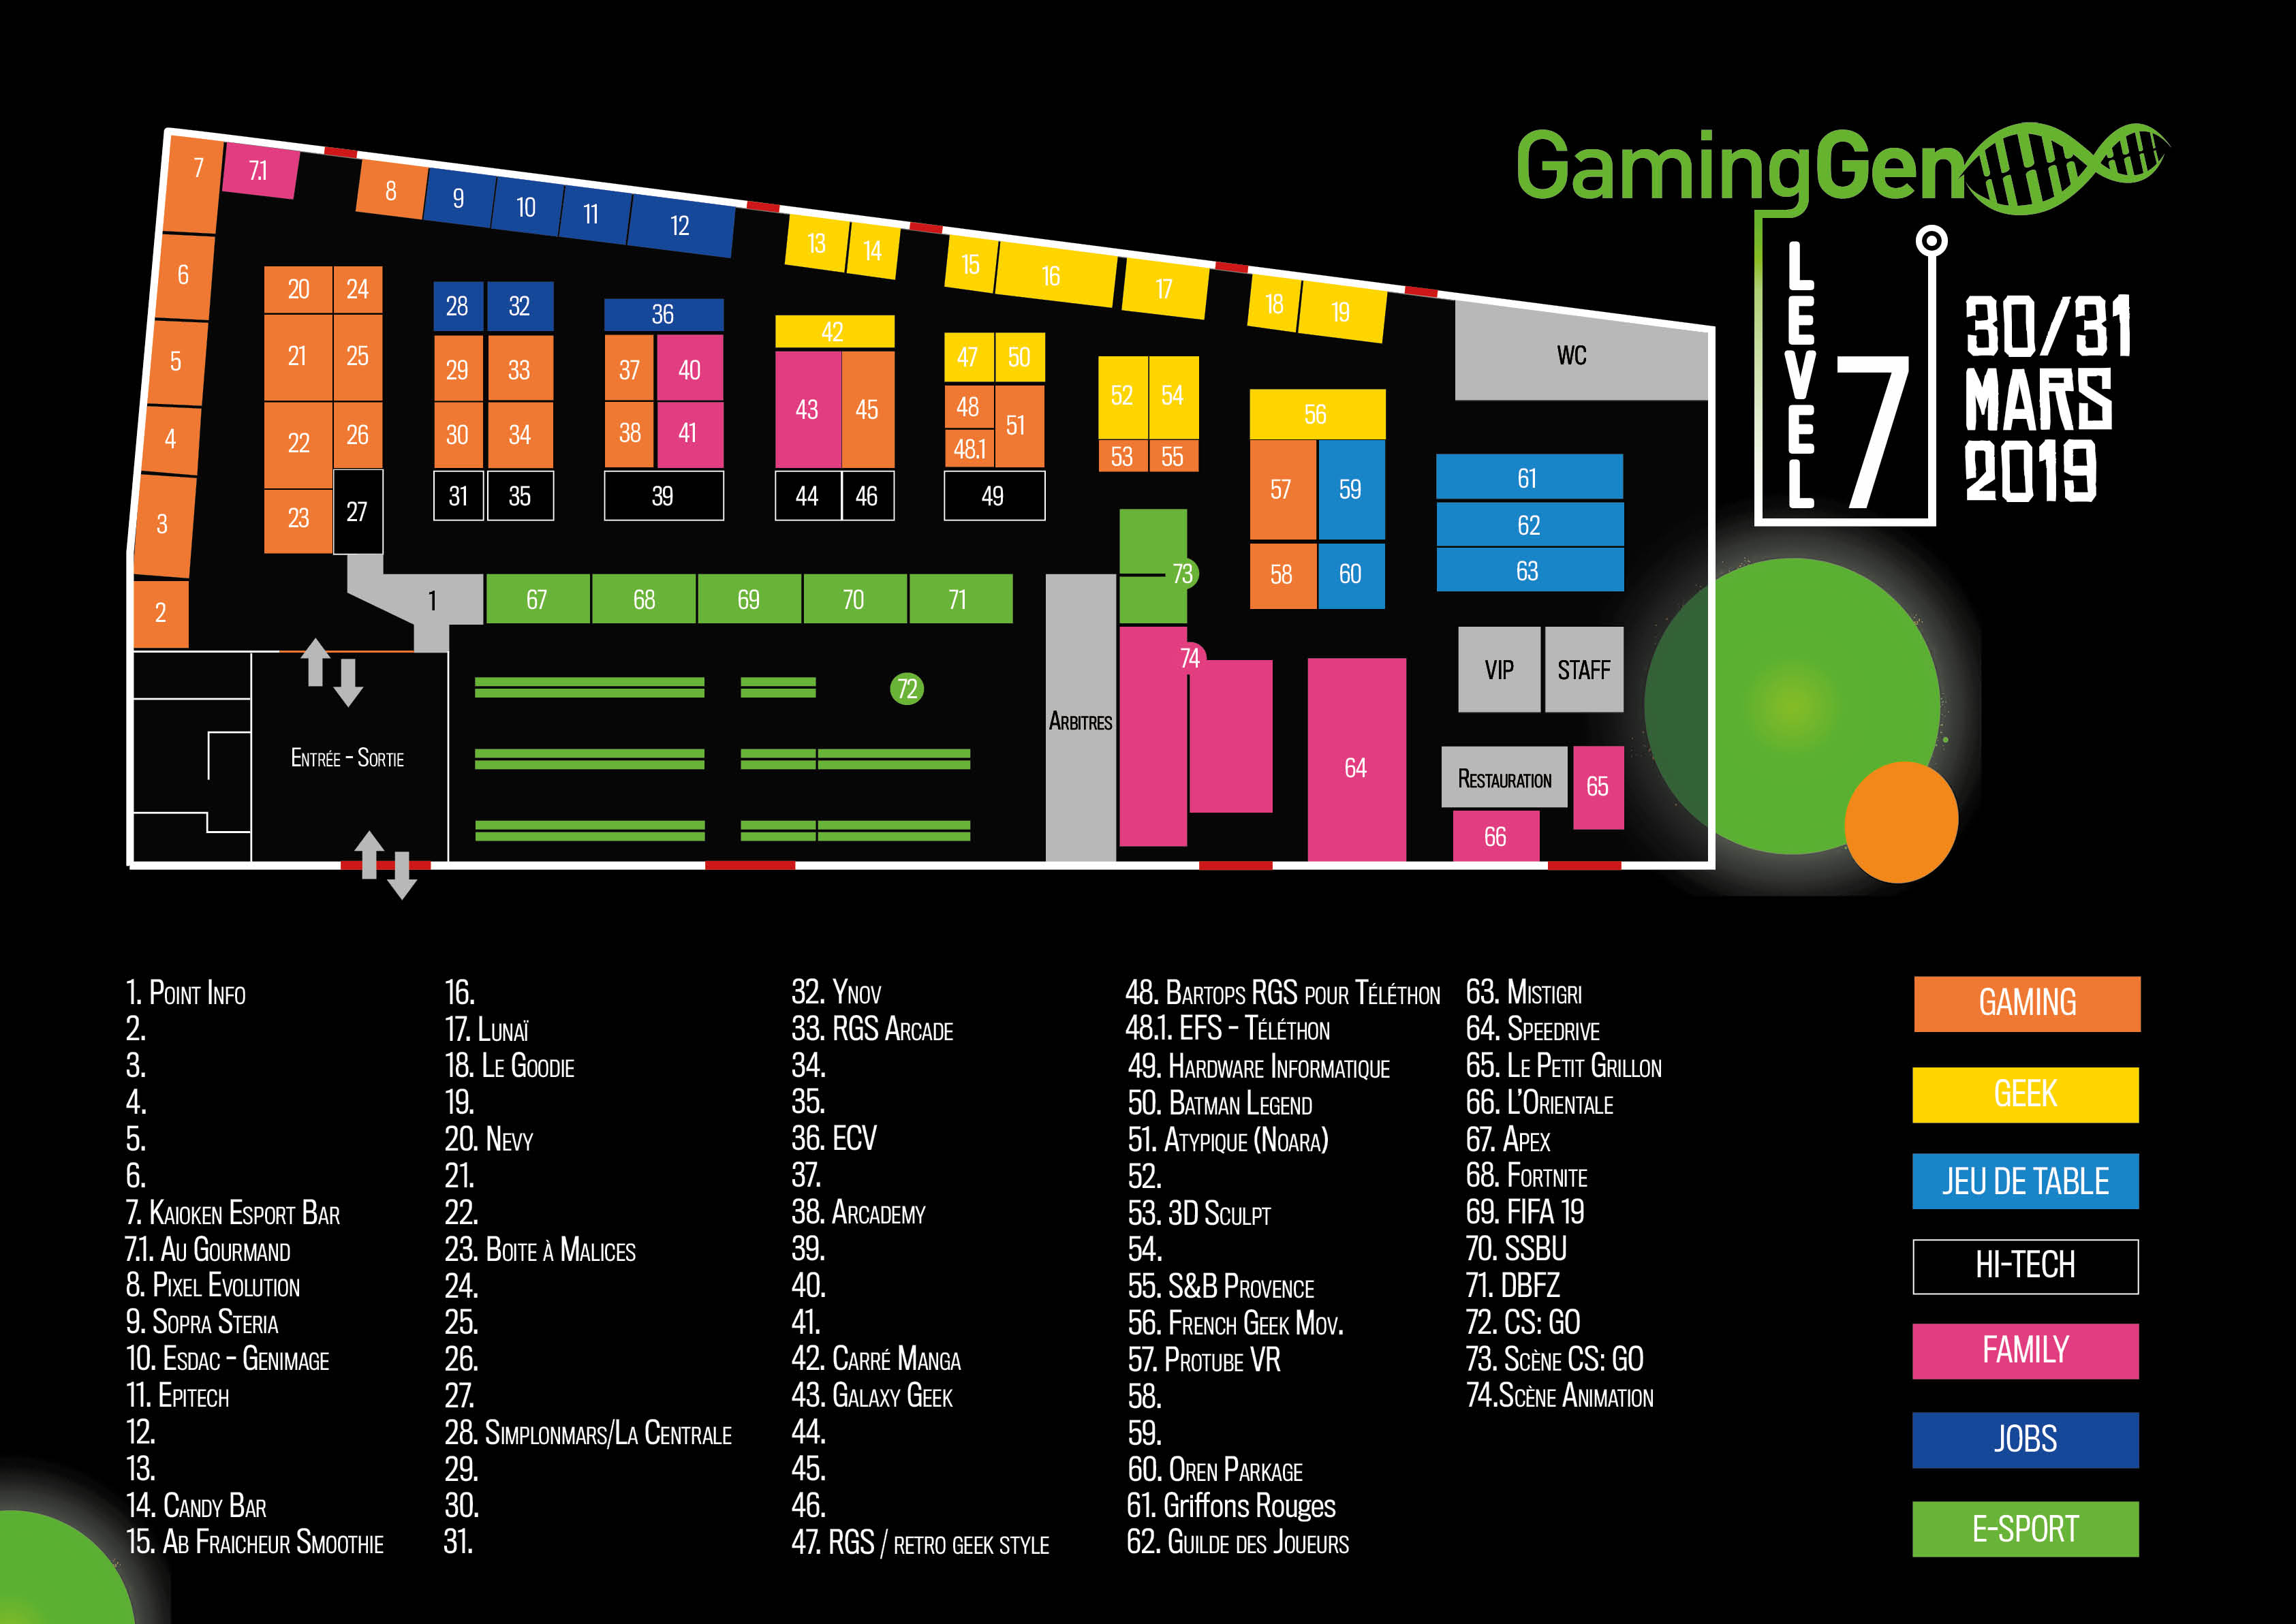 GamingGen
LEVEL
7
30/31
MARS
2019
7
7.1
8
9
10
11
12
13
14
15
16
17
18
19
6
5
4
3
2
20
24
21
25
22
26
23
27
28
32
29
33
30
34
31
35
36
37
40
38
41
39
42
43
45
44
46
47
50
48
51
48.1
49
52
54
53
55
56
57
59
58
60
WC
61
62
63
1
67
68
69
70
71
72
73
74
Arbitres
64
VIP
STAFF
Restauration
65
66
Entrée - Sortie
1. Point Info
2.
3.
4.
5.
6.
7. Kaioken Esport Bar
7.1. Au Gourmand
8. Pixel Evolution
9. Sopra Steria
10. Esdac - Genimage
11. Epitech
12.
13.
14. Candy Bar
15. Ab Fraicheur Smoothie
16.
17. Lunaï
18. Le Goodie
19.
20. Nevy
21.
22.
23. Boite à Malices
24.
25.
26.
27.
28. Simplonmars/La Centrale
29.
30.
31.
32. Ynov
33. RGS Arcade
34.
35.
36. ECV
37.
38. Arcademy
39.
40.
41.
42. Carré Manga
43. Galaxy Geek
44.
45.
46.
47. RGS / retro geek style
48. Bartops RGS pour Téléthon
48.1. EFS - Téléthon
49. Hardware Informatique
50. Batman Legend
51. Atypique (Noara)
52.
53. 3D Sculpt
54.
55. S&B Provence
56. French Geek Mov.
57. Protube VR
58.
59.
60. Oren Parkage
61. Griffons Rouges
62. Guilde des Joueurs
63. Mistigri
64. Speedrive
65. Le Petit Grillon
66. L'Orientale
67. Apex
68. Fortnite
69. FIFA 19
70. SSBU
71. DBFZ
72. CS: GO
73. Scène CS: GO
74.Scène Animation
GAMING
GEEK
JEU DE TABLE
HI-TECH
FAMILY
JOBS
E-SPORT